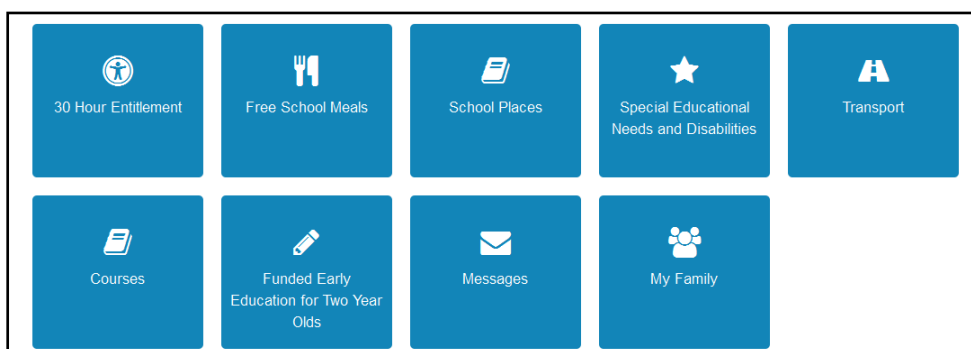 30 Hour Entitlement
Free School Meals
School Places
Special Educational
Needs and Disabilities
Transport
Courses
Funded Early
Education for Two Year
Olds
Messages
My Family